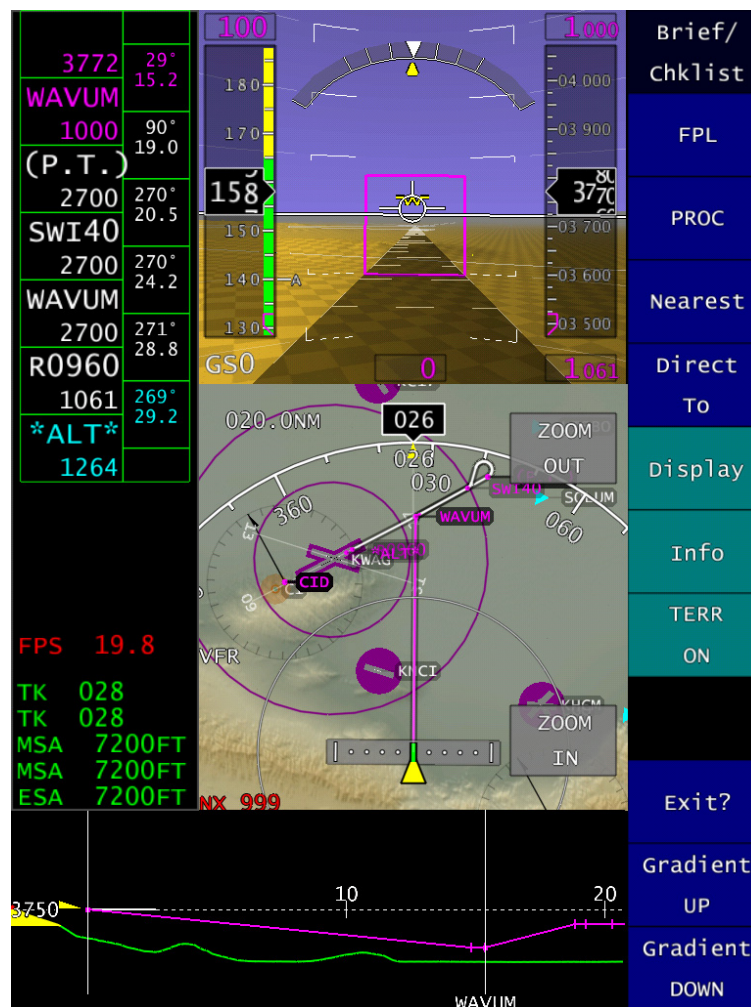 3772
29°
15.2
WAVUM
1000
90°
19.0
(P.T.)
2700
270°
20.5
SWI40
2700
270°
24.2
WAVUM
2700
271°
28.8
R0960
1061
269°
29.2
*ALT*
1264
FPS 19.8
TK 028
TK 028
MSA 7200FT
MSA 7200FT
ESA 7200FT
100
1000
180
170
158
150
140
A
130
GS0
0
04 000
03 900
3770
03 700
03 600
03 500
1061
020.0NM
026
026
030
360
060
ZOOM
OUT
SWI40
WAVUM
KWAG
CID
VFR
KNCI
ZOOM
IN
NX 999
3750
10
20
WAVUM
Brief/
Chklist
FPL
PROC
Nearest
Direct
To
Display
Info
TERR
ON
Exit?
Gradient
UP
Gradient
DOWN